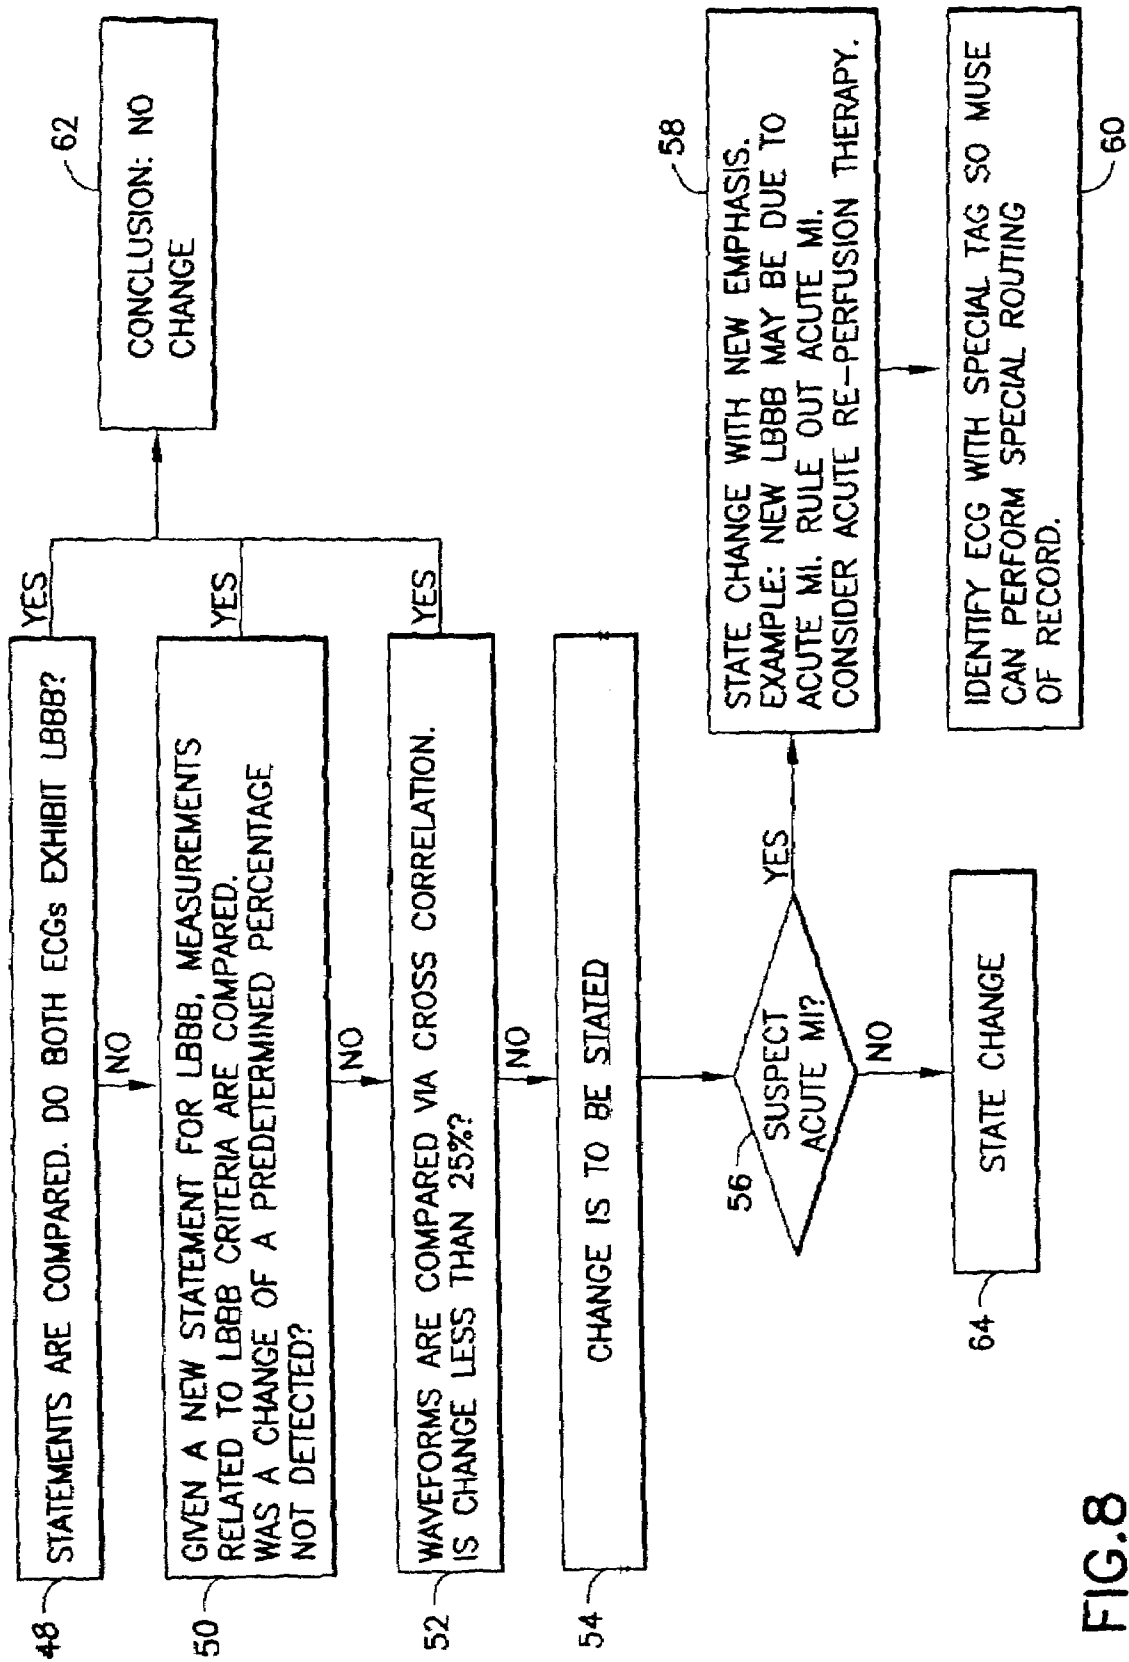 48
STATEMENTS ARE COMPARED. DO BOTH ECGs EXHIBIT LBBB?
YES
NO
62
CONCLUSION: NO
CHANGE
50
GIVEN A NEW STATEMENT FOR LBBB, MEASUREMENTS
RELATED TO LBBB CRITERIA ARE COMPARED.
WAS A CHANGE OF A PREDETERMINED PERCENTAGE
NOT DETECTED?
YES
NO
52
WAVEFORMS ARE COMPARED VIA CROSS CORRELATION.
IS CHANGE LESS THAN 25%?
YES
NO
54
CHANGE IS TO BE STATED
56
SUSPECT
ACUTE MI?
YES
NO
58
STATE CHANGE WITH NEW EMPHASIS.
EXAMPLE: NEW LBBB MAY BE DUE TO
ACUTE MI. RULE OUT ACUTE MI.
CONSIDER ACUTE RE-PERFUSION THERAPY.
64
STATE CHANGE
IDENTIFY ECG WITH SPECIAL TAG SO MUSE
CAN PERFORM SPECIAL ROUTING
OF RECORD.
60
FIG.8